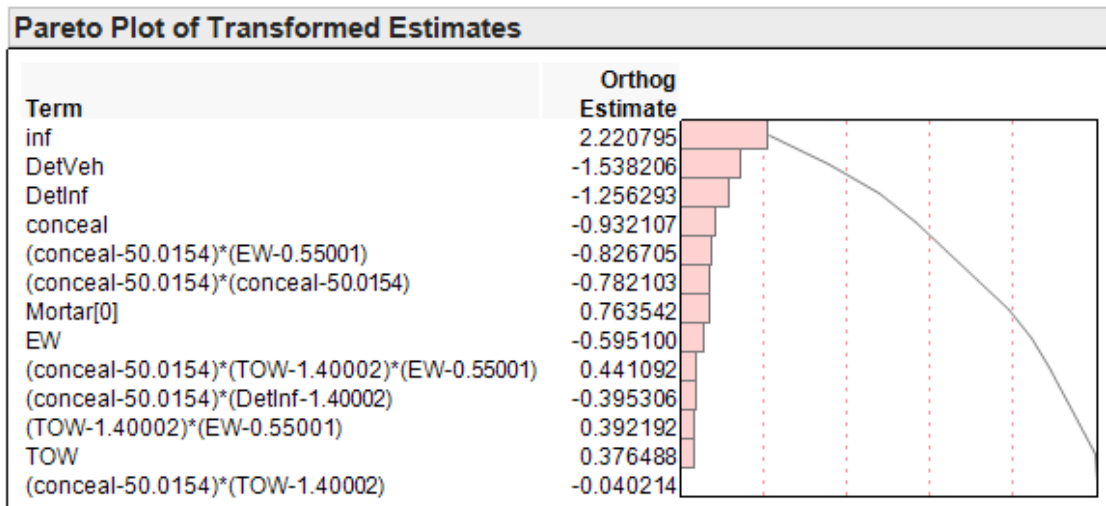 Pareto Plot of Transformed Estimates
Orthog
Term Estimate
inf 2.220795
DetVeh -1.538206
DetInf -1.256293
conceal -0.932107
(conceal-50.0154)*(EW-0.55001) -0.826705
(conceal-50.0154)*(conceal-50.0154) -0.782103
Mortar[0] 0.763542
EW -0.595100
(conceal-50.0154)*(TOW-1.40002)*(EW-0.55001) 0.441092
(conceal-50.0154)*(DetInf-1.40002) -0.395306
(TOW-1.40002)*(EW-0.55001) 0.392192
TOW 0.376488
(conceal-50.0154)*(TOW-1.40002) -0.040214